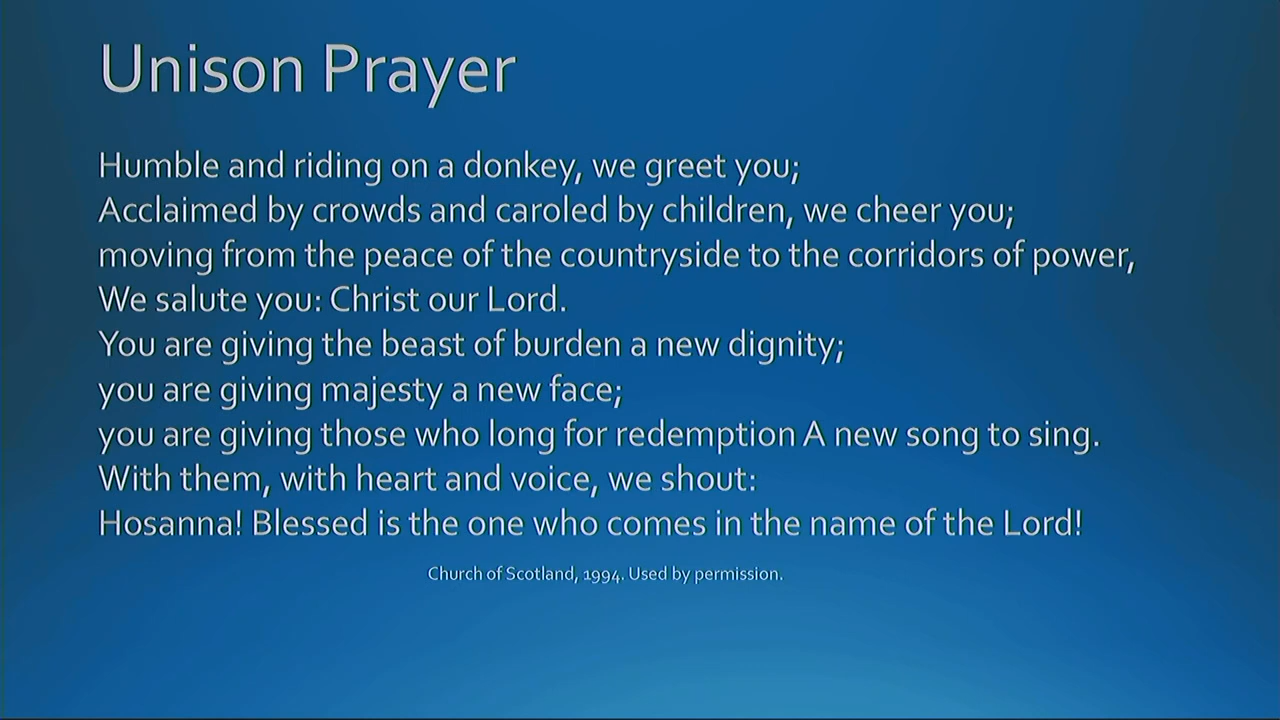 Unison Prayer
Humble and riding on a donkey, we greet you;
Acclaimed by crowds and caroled by children, we cheer you;
moving from the peace of the countryside to the corridors of power,
We salute you: Christ our Lord.
You are giving the beast of burden a new dignity;
you are giving majesty a new face;
you are giving those who long for redemption A new song to sing.
With them, with heart and voice, we shout:
Hosanna! Blessed is the one who comes in the name of the Lord!
Church of Scotland, 1994. Used by permission.